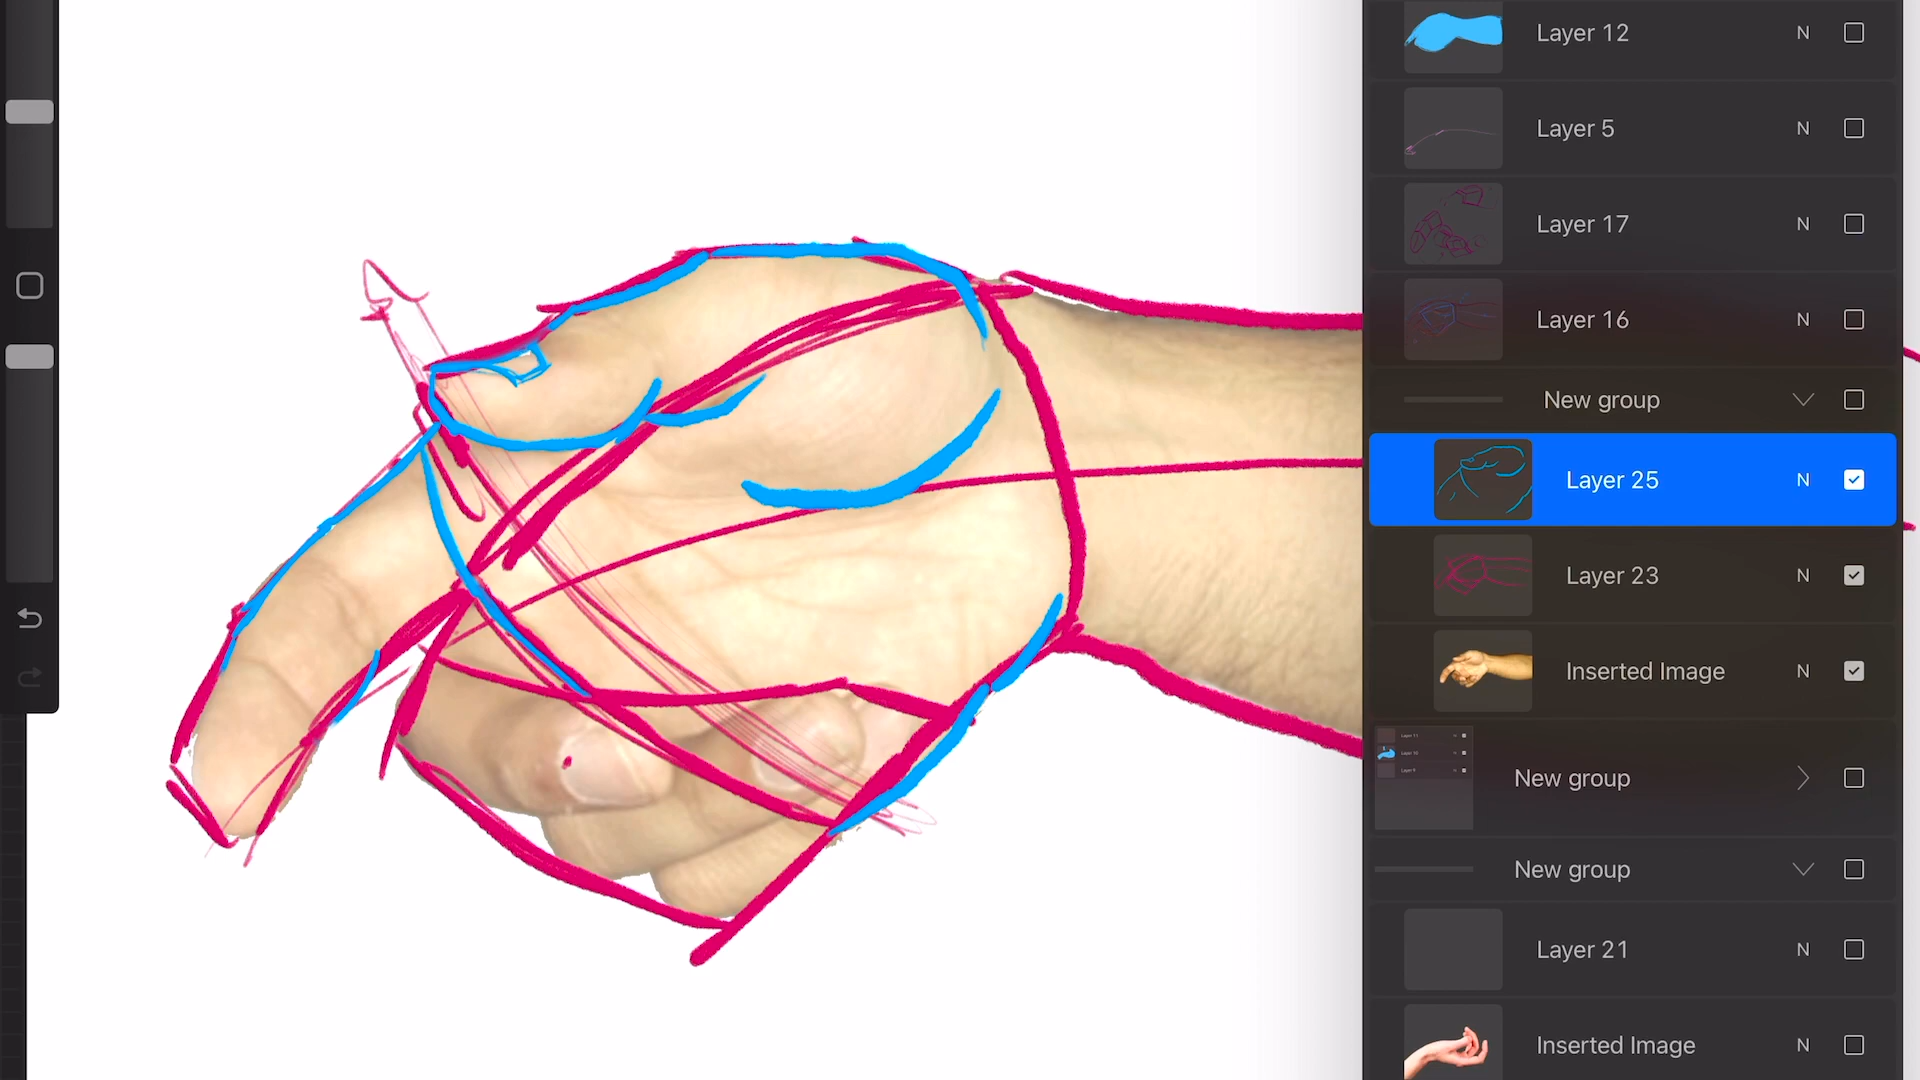 Layer 12 N
Layer 5 N
Layer 17 N
Layer 16 N
New group
Layer 25 N
Layer 23 N
Inserted Image N
New group
New group
Layer 21 N
Inserted Image N